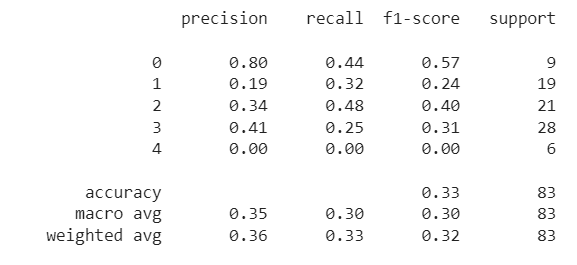 precision recall f1-score support
0 0.80 0.44 0.57 9
1 0.19 0.32 0.24 19
2 0.34 0.48 0.40 21
3 0.41 0.25 0.31 28
4 0.00 0.00 0.00 6
accuracy 0.33 83
macro avg 0.35 0.30 0.30 83
weighted avg 0.36 0.33 0.32 83